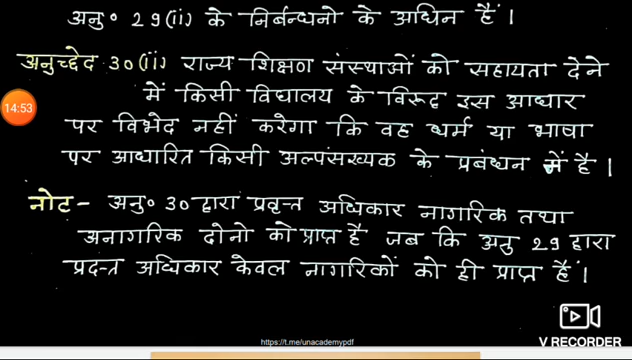 अनु० 29(ii) के निर्बन्धनो के अधिन हैं।
अनुच्छेद 30(ii) राज्य शिक्षण संस्थाओं को सहायता देने
में किसी विधालय के विरूद्ध इस आधार
14:53
पर विभेद नहीं करेगा कि वह धर्म या भाषा
पर आधारित किसी अल्पसंख्यक के प्रबंधन में है।
नोट- अनु० 30 द्वारा प्रवृन्त अधिकार नागरिक तथा
अनागरिक दोनो को प्राप्त है जब कि अनु 29 द्वारा
प्रदन्त अधिकार केवल नागरिकों को ही प्राप्त हैं।
V RECORDER
https://t.me/unacademypdf